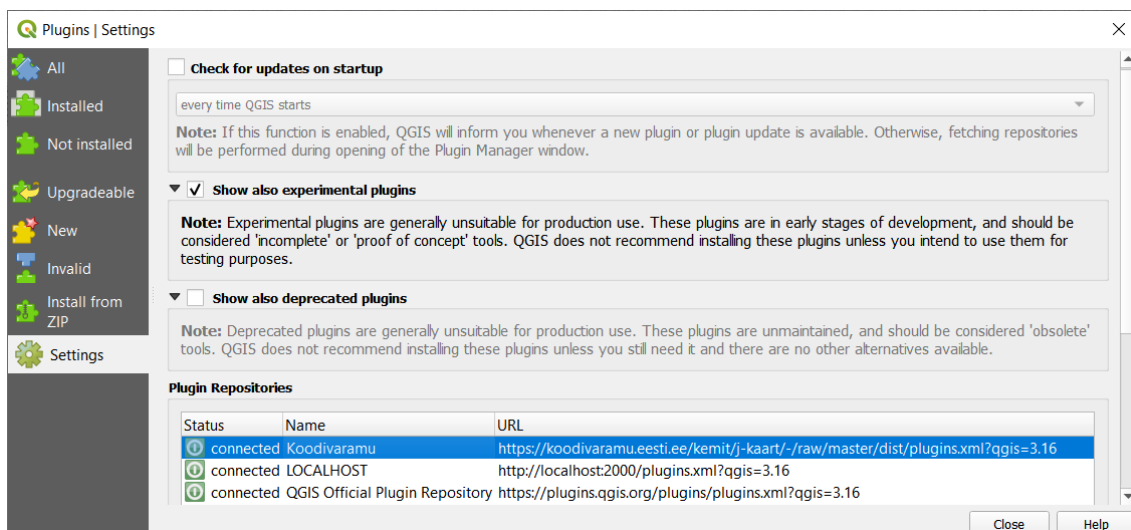 Plugins | Settings
All
Installed
Not installed
Upgradeable
New
Invalid
Install from
ZIP
Settings
Check for updates on startup
every time QGIS starts
Note: If this function is enabled, QGIS will inform you whenever a new plugin or plugin update is available. Otherwise, fetching repositories
will be performed during opening of the Plugin Manager window.
Show also experimental plugins
Note: Experimental plugins are generally unsuitable for production use. These plugins are in early stages of development, and should be
considered 'incomplete' or 'proof of concept' tools. QGIS does not recommend installing these plugins unless you intend to use them for
testing purposes.
Show also deprecated plugins
Note: Deprecated plugins are generally unsuitable for production use. These plugins are unmaintained, and should be considered 'obsolete'
tools. QGIS does not recommend installing these plugins unless you still need it and there are no other alternatives available.
Plugin Repositories
Status Name URL
connected Koodivaramu https://koodivaramu.eesti.ee/kemit/j-kaart/-/raw/master/dist/plugins.xml?qgis=3.16
connected LOCALHOST http://localhost:2000/plugins.xml?qgis=3.16
connected QGIS Official Plugin Repository https://plugins.qgis.org/plugins/plugins.xml?qgis=3.16
Close Help